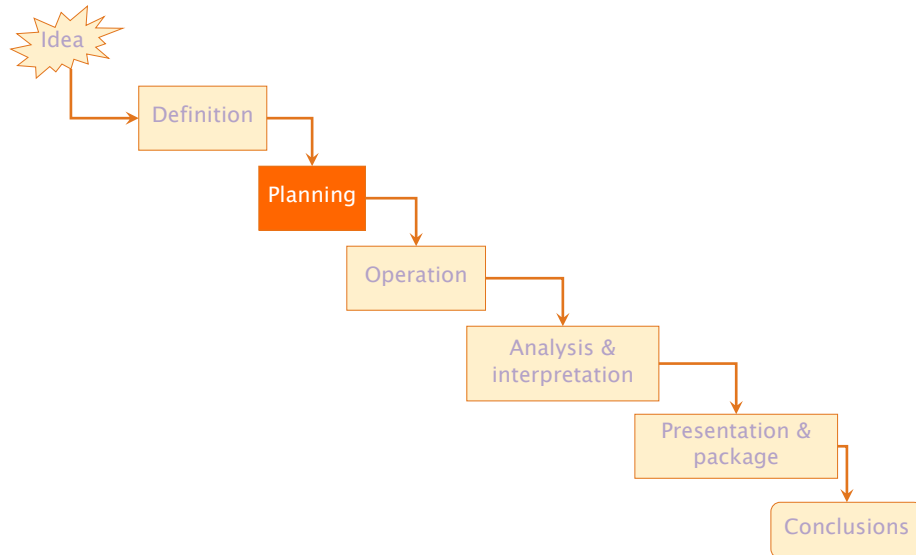 Idea
Definition
Planning
Operation
Analysis &
interpretation
Presentation &
package
Conclusions